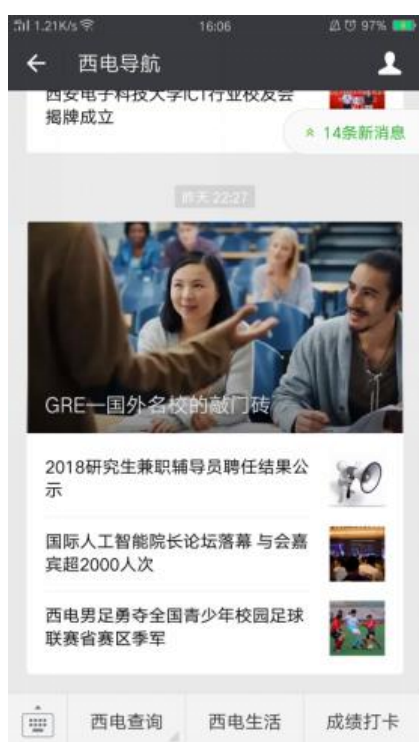 1.21K/s
16:06
97%
西电导航
西安电子科技大学ICT行业校友会
揭牌成立
14条新消息
昨天 22:27
GRE—国外名校的敲门砖
2018研究生兼职辅导员聘任结果公
示
国际人工智能院长论坛落幕 与会嘉
宾超2000人次
西电男足勇夺全国青少年校园足球
联赛省赛区季军
西电查询
西电生活
成绩打卡